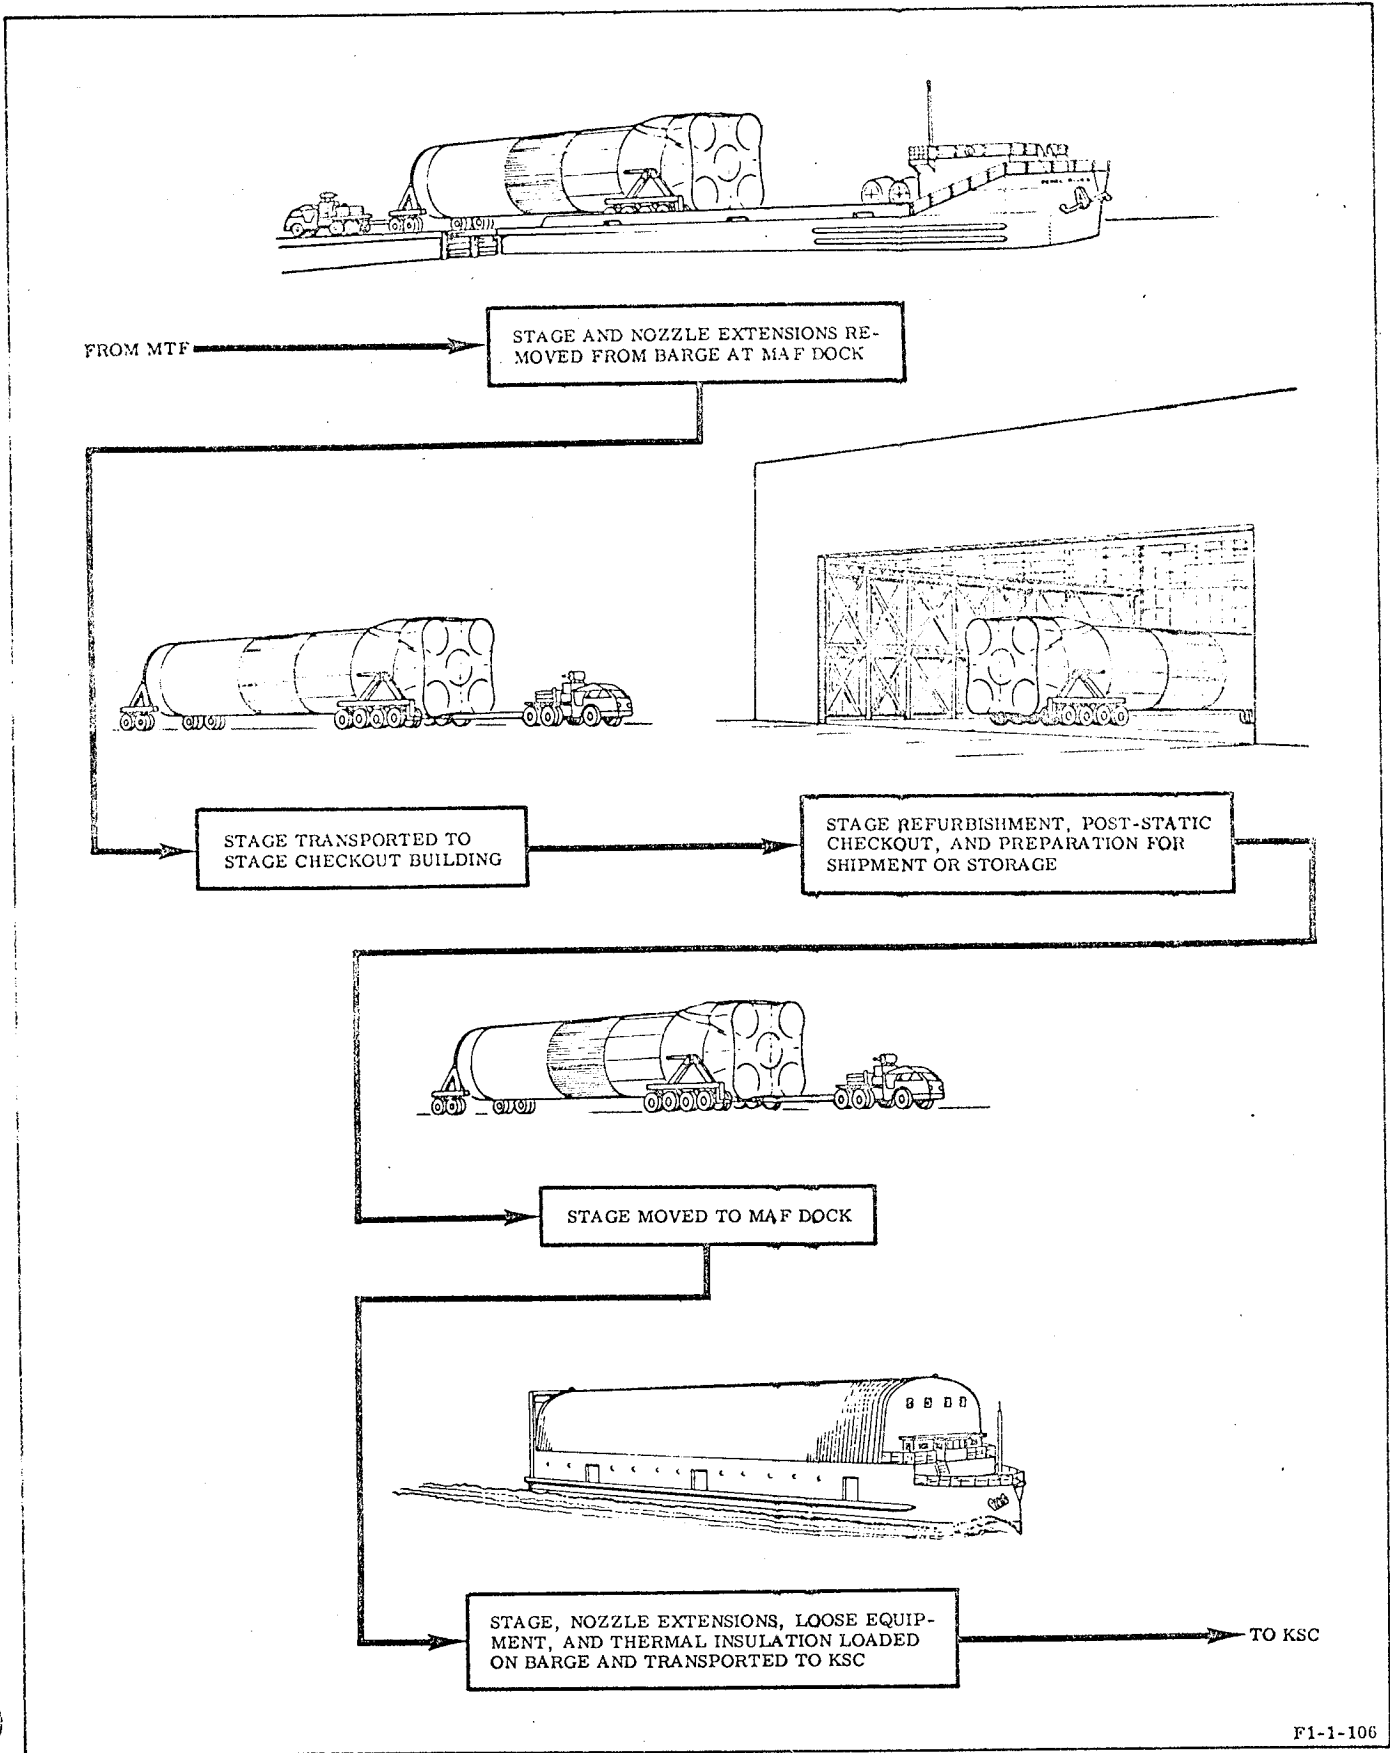 STAGE AND NOZZLE EXTENSIONS RE-
MOVED FROM BARGE AT MAF DOCK
FROM MTF
STAGE TRANSPORTED TO
STAGE CHECKOUT BUILDING
STAGE REFURBISHMENT, POST-STATIC
CHECKOUT, AND PREPARATION FOR
SHIPMENT OR STORAGE
STAGE MOVED TO MAF DOCK
STAGE, NOZZLE EXTENSIONS, LOOSE EQUIP-
MENT, AND THERMAL INSULATION LOADED
ON BARGE AND TRANSPORTED TO KSC
TO KSC
F1-1-106